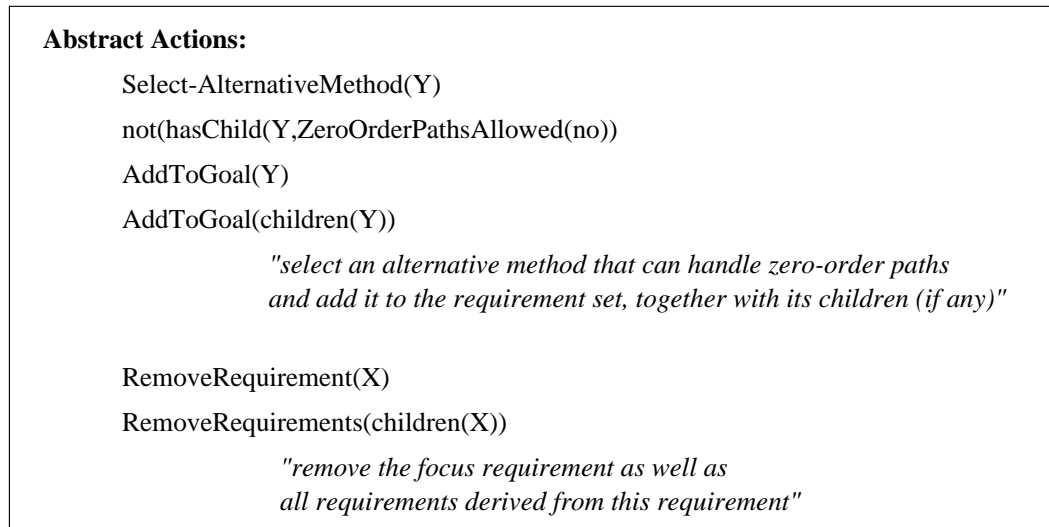 Abstract Actions:
Select-AlternativeMethod(Y)
not(hasChild(Y,ZeroOrderPathsAllowed(no))
AddToGoal(Y)
AddToGoal(children(Y))
"select an alternative method that can handle zero-order paths
and add it to the requirement set, together with its children (if any)"
RemoveRequirement(X)
RemoveRequirements(children(X))
"remove the focus requirement as well as
all requirements derived from this requirement"